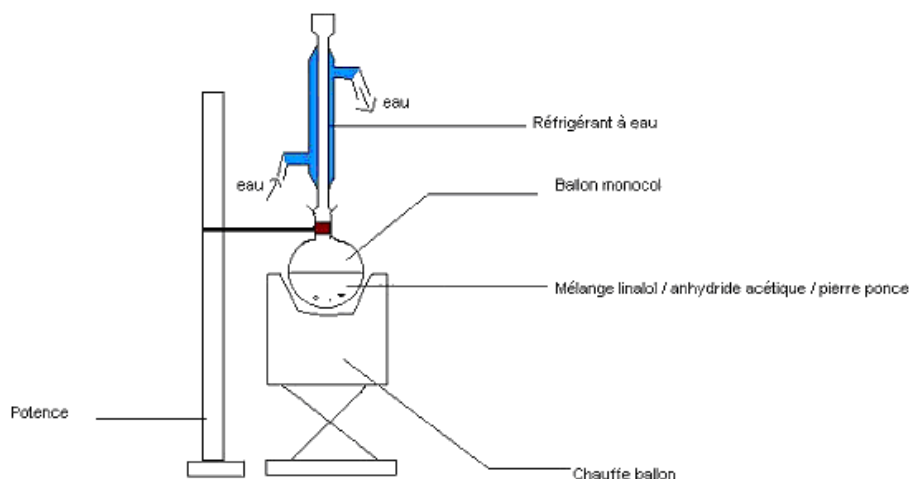 eau
Réfrigérant à eau
eau
Ballon monocol
Mélange linalol / anhydride acétique / pierre ponce
Potence
Chauffe ballon